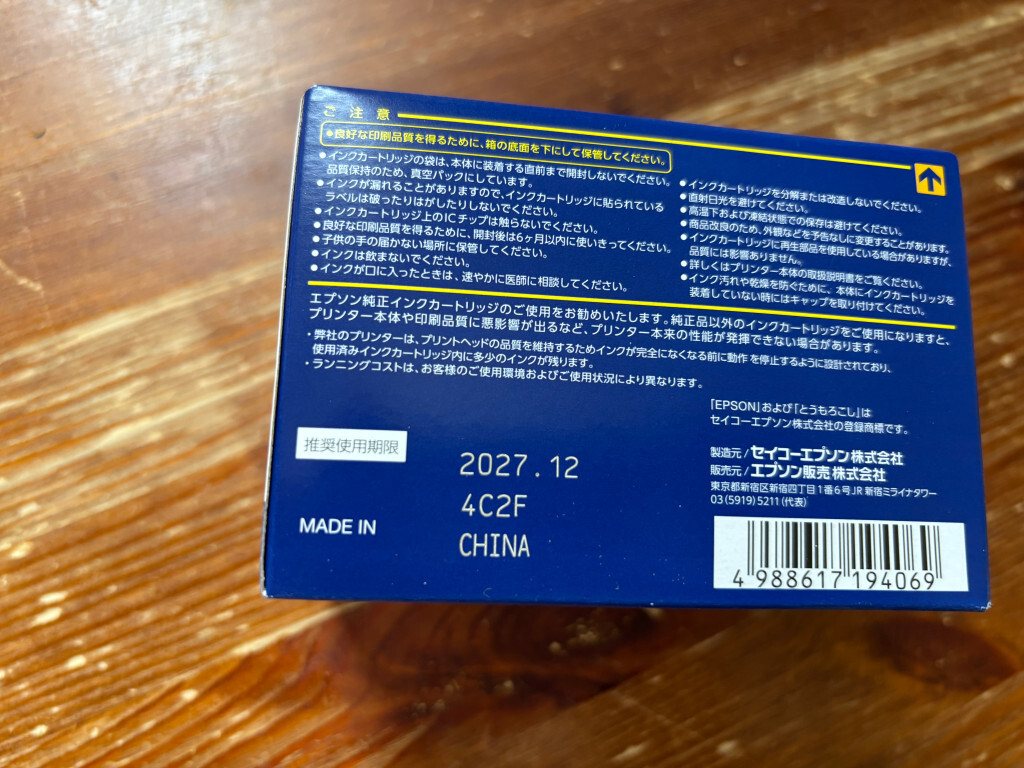 ご注意
●良好な印刷品質を得るために、箱の底面を下にして保管してください。
●インクカートリッジの袋は、本体に装着する直前まで開封しないでください。
品質保持のため、真空パックにしています。
●インクが漏れることがありますので、インクカートリッジに貼られている
ラベルは破ったりはがしたりしないでください。
●インクカートリッジ上のICチップは触らないでください。
●良好な印刷品質を得るために、開封後は6ヶ月以内に使いきってください。
●子供の手の届かない場所に保管してください。
●インクは飲まないでください。
●インクが口に入ったときは、速やかに医師に相談してください。
●インクカートリッジを分解または改造しないでください。
●直射日光を避けてください。
●高温下および凍結状態での保存は避けてください。
●商品改良のため、外観などを予告なしに変更することがあります。
●インクカートリッジに再生部品を使用している場合がありますが、
品質には影響ありません。
●詳しくはプリンター本体の取扱説明書をご覧ください。
●インク汚れや乾燥を防ぐために、本体にインクカートリッジを
装着していない時にはキャップを取り付けてください。
エプソン純正インクカートリッジのご使用をお勧めいたします。純正品以外のインクカートリッジをご使用になりますと、
プリンター本体や印刷品質に悪影響が出るなど、プリンター本来の性能が発揮できない場合があります。
・弊社のプリンターは、プリントヘッドの品質を維持するためインクが完全になくなる前に動作を停止するように設計されており、
使用済みインクカートリッジ内に多少のインクが残ります。
・ランニングコストは、お客様のご使用環境およびご使用状況により異なります。
「EPSON」および「とうもろこし」は
セイコーエプソン株式会社の登録商標です。
製造元/セイコーエプソン株式会社
販売元/エプソン販売株式会社
東京都新宿区新宿四丁目1番6号JR新宿ミライナタワー
03(5919)5211(代表)
推奨使用期限
2027.12
4C2F
MADE IN
CHINA
4 988617 194069